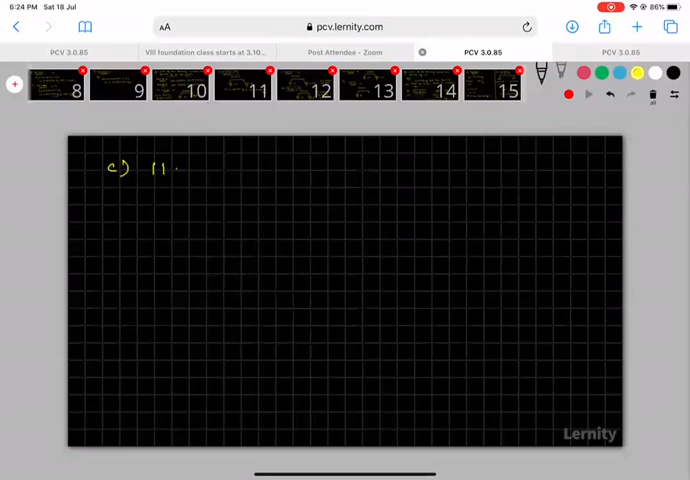 6:24 PM Sat 18 Jul
86%
AA
pcv.lernity.com
PCV 3.0.85
VIII foundation class starts at 3.10...
Post Attendee - Zoom
PCV 3.0.85
PCV 3.0.85
8
9
10
11
12
13
14
15
all
c) 11.
Lernity